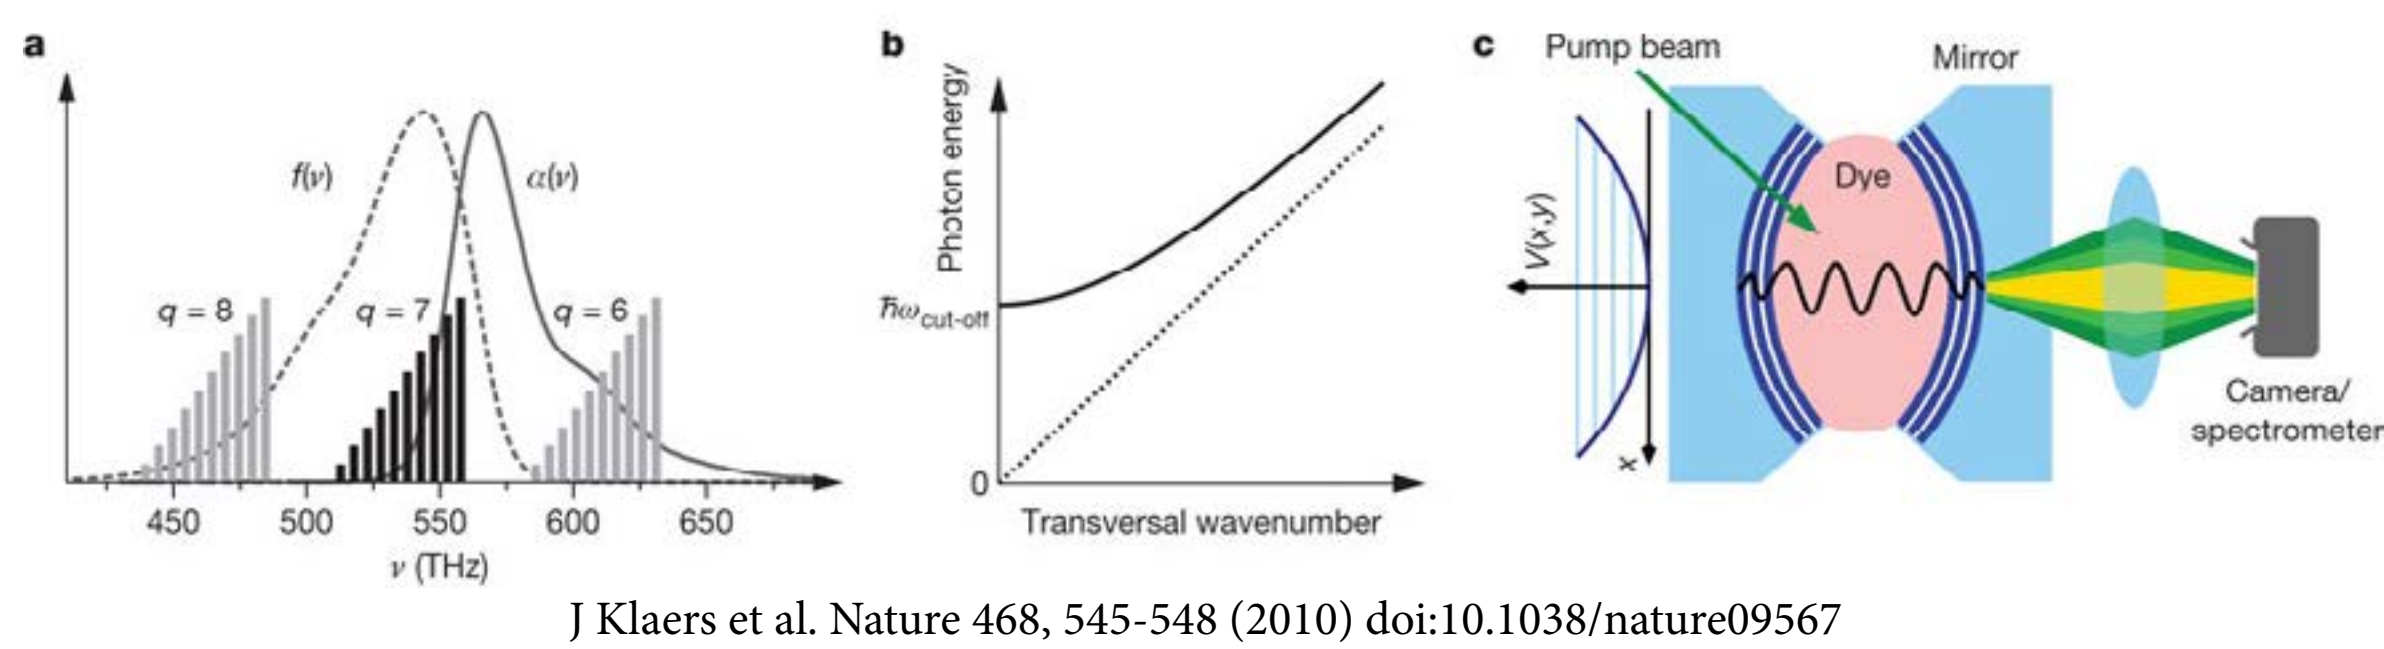 a
f(ν)
α(ν)
q = 8
q = 7
q = 6
450
500
550
600
650
ν (THz)
b
Photon energy
ħω cut-off
0
Transversal wavenumber
c
Pump beam
Mirror
V(x,y)
x
Dye
Camera/
spectrometer
J Klaers et al. Nature 468, 545-548 (2010) doi:10.1038/nature09567